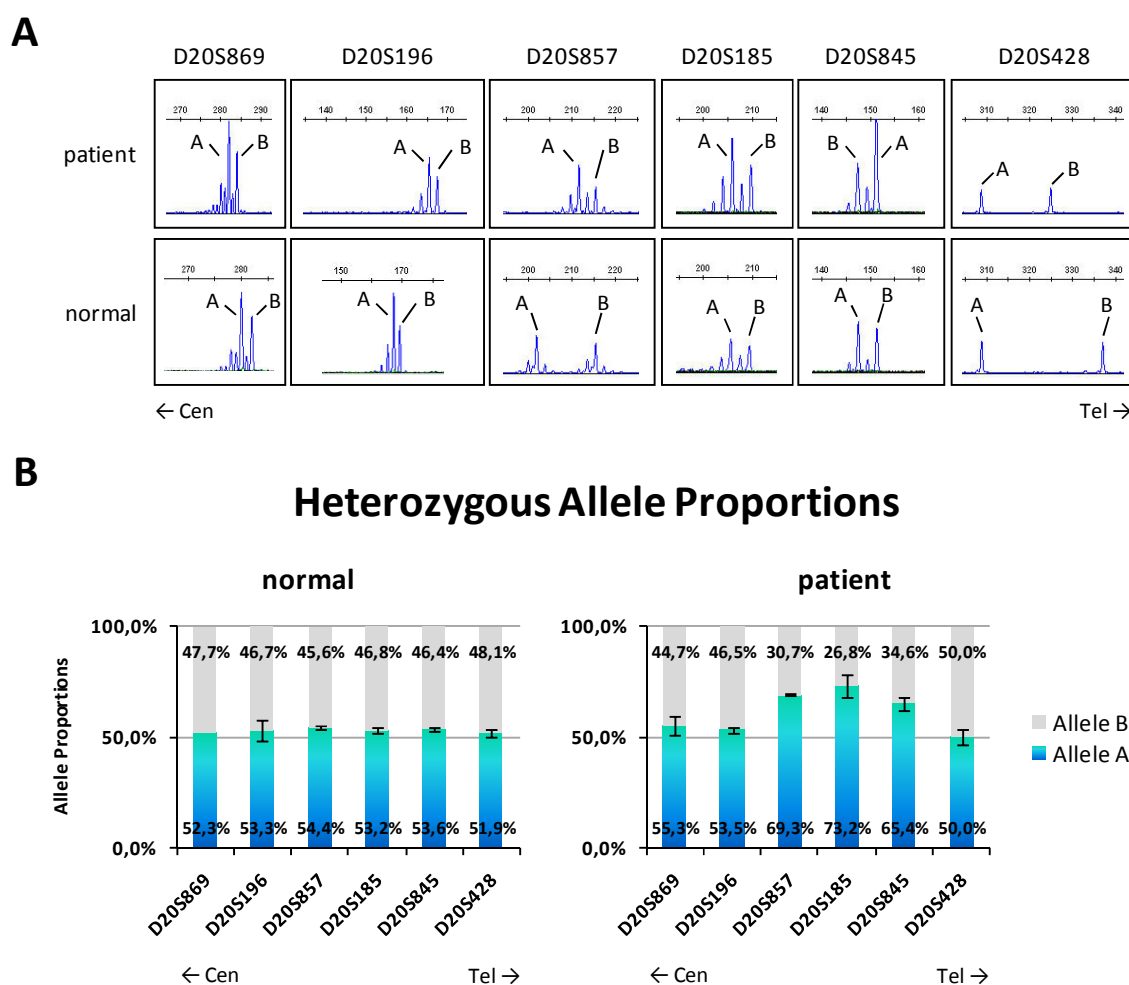 A
D20S869 D20S196 D20S857 D20S185 D20S845 D20S428
patient
270 280 290
A B
140 150 160 170
A B
200 210 220
A B
200 210
A B
140 150 160
B A
310 320 330 340
A B
normal
270 280
A B
150 170
A B
200 210 220
A B
200 210
A B
140 150 160
A B
310 320 330 340
A B
← Cen Tel →
B
Heterozygous Allele Proportions
normal patient
Allele Proportions
100,0%
50,0%
0,0%
47,7% 46,7% 45,6% 46,8% 46,4% 48,1%
52,3% 53,3% 54,4% 53,2% 53,6% 51,9%
D20S869 D20S196 D20S857 D20S185 D20S845 D20S428
← Cen Tel →
100,0%
50,0%
0,0%
44,7% 46,5% 30,7% 26,8% 34,6% 50,0%
55,3% 53,5% 69,3% 73,2% 65,4% 50,0%
D20S869 D20S196 D20S857 D20S185 D20S845 D20S428
← Cen Tel →
Allele B
Allele A